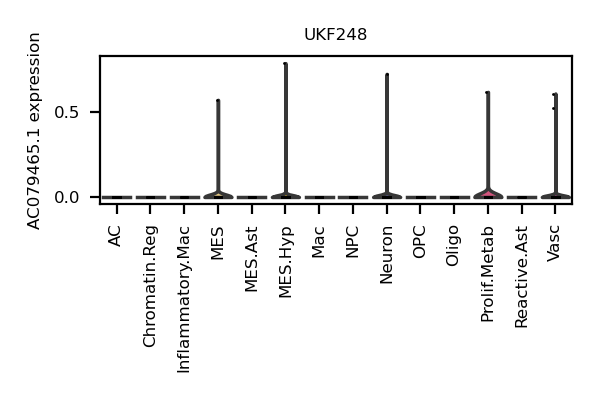 UKF248
AC079465.1 expression
0.5
0.0
AC
Chromatin.Reg
Inflammatory.Mac
MES
MES.Ast
MES.Hyp
Mac
NPC
Neuron
OPC
Oligo
Prolif.Metab
Reactive.Ast
Vasc